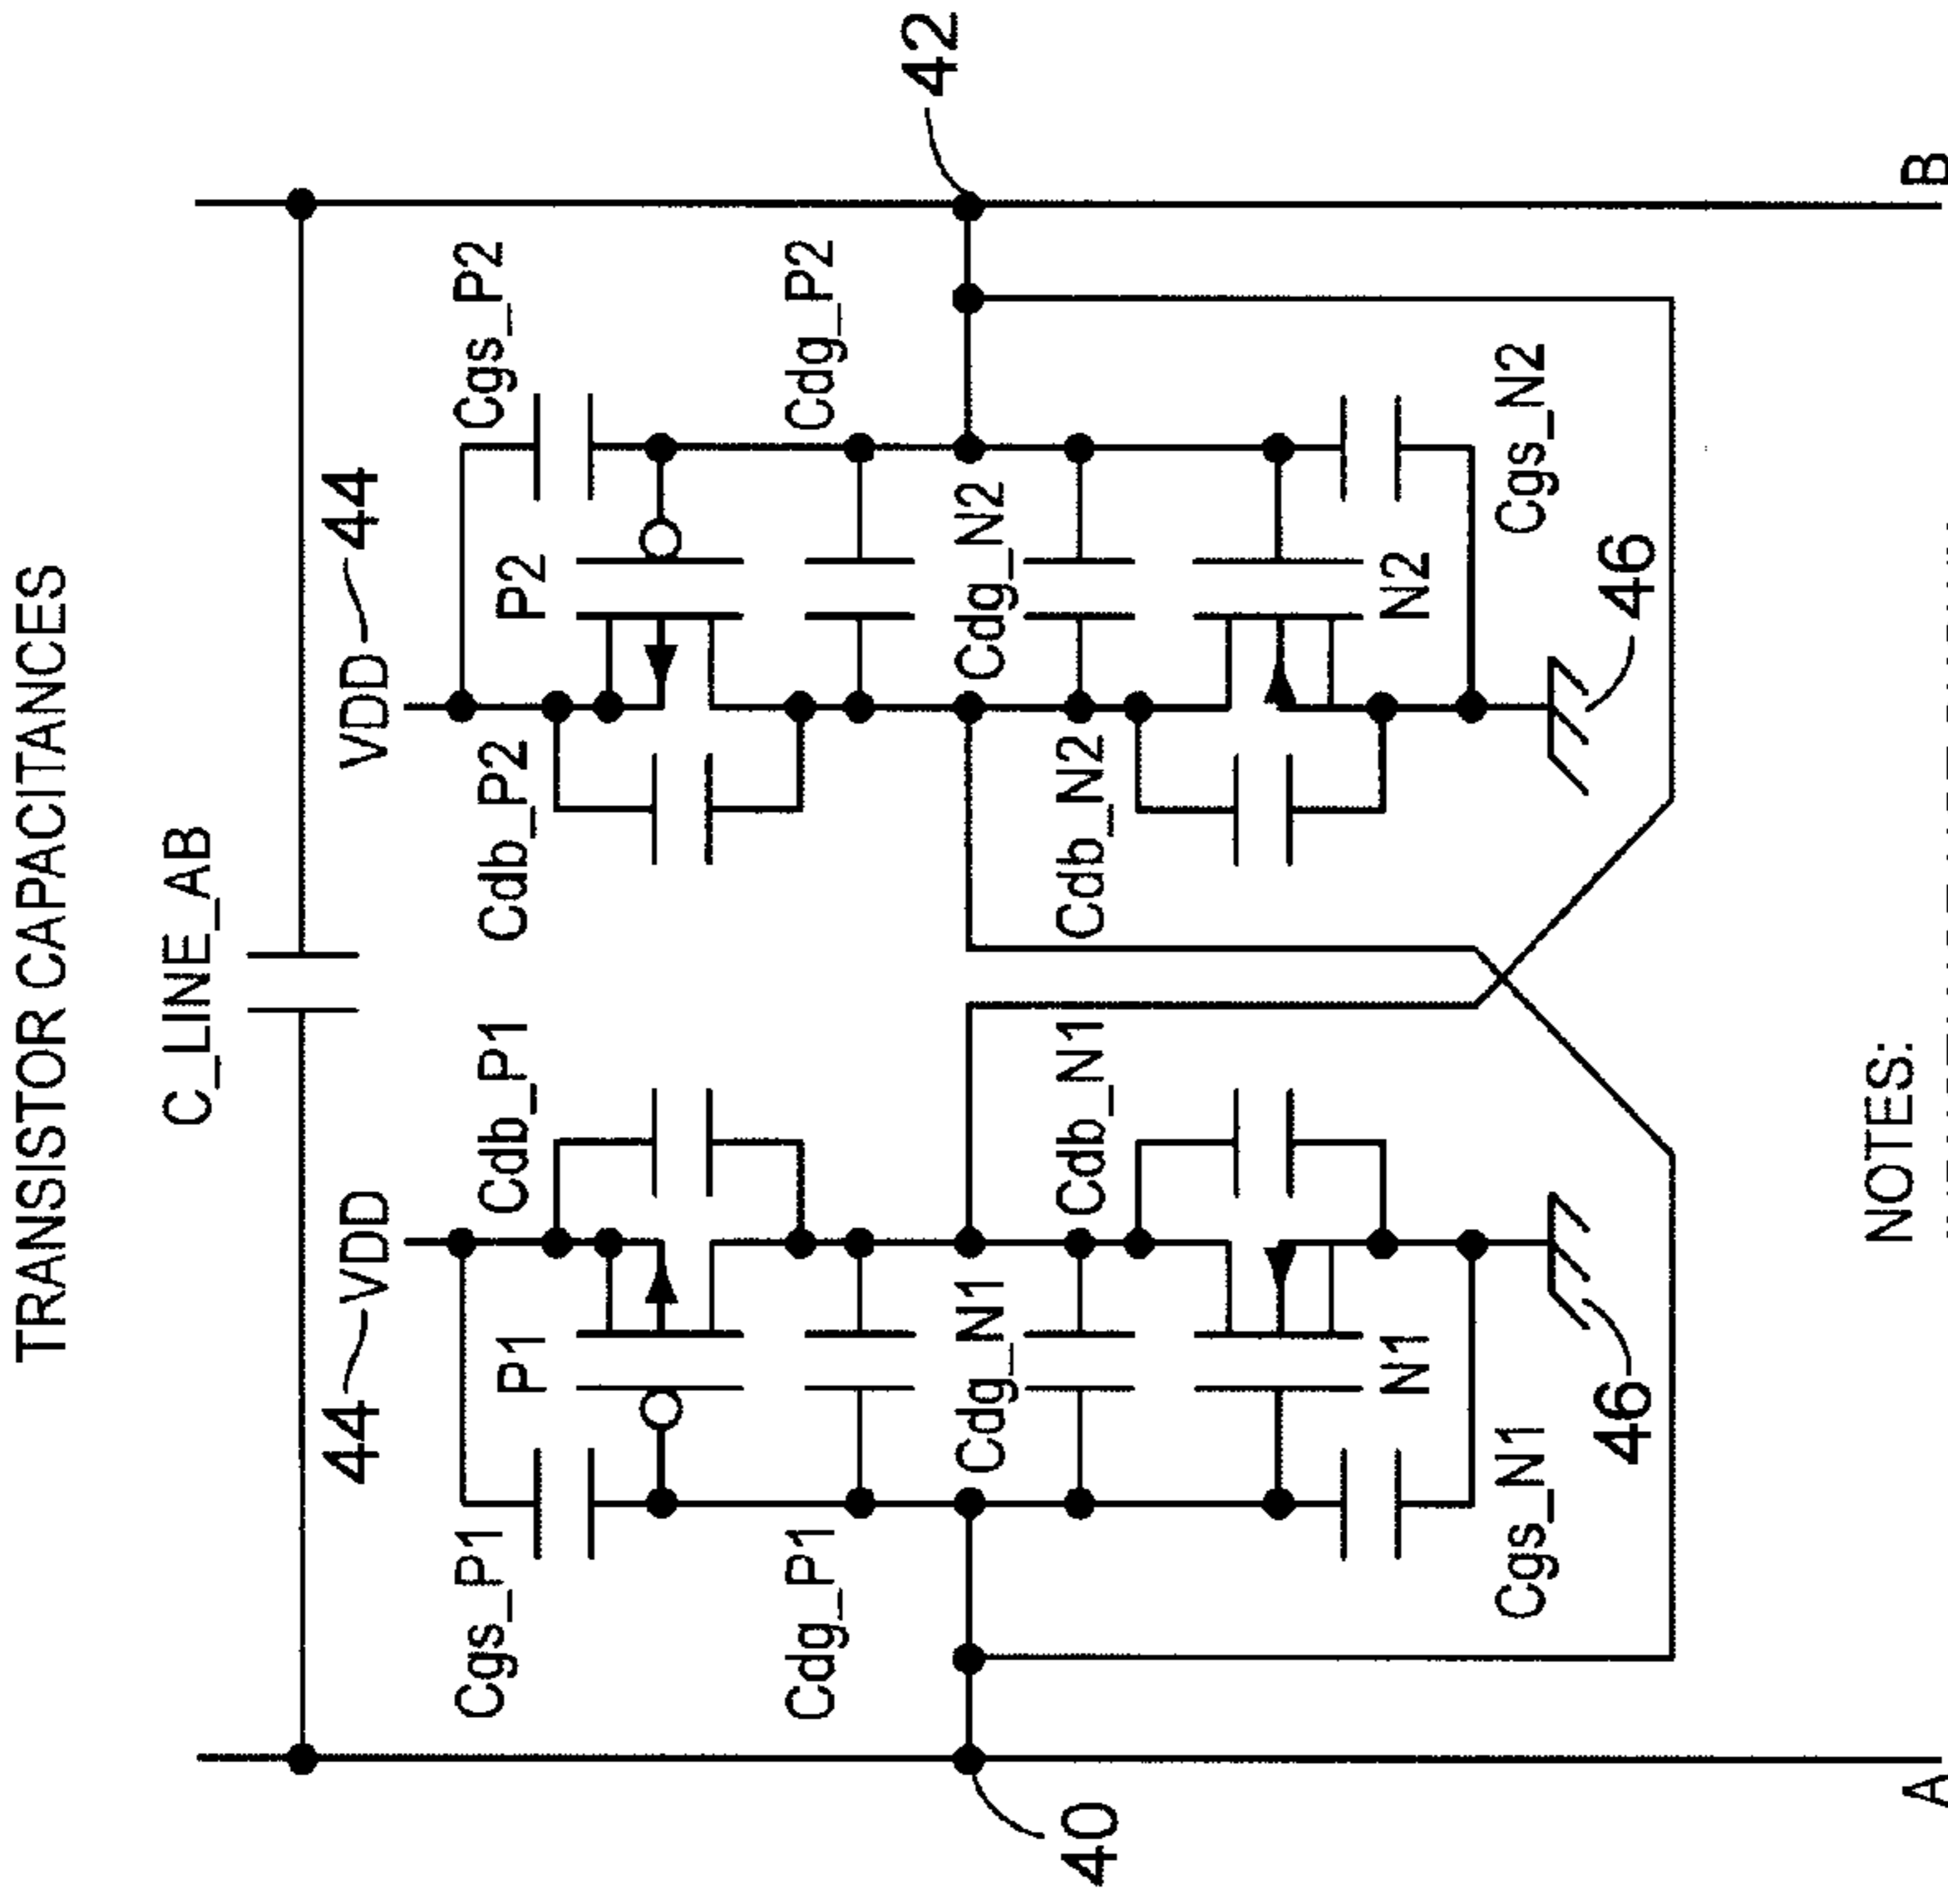 TRANSISTOR CAPACITANCES
C_LINE_AB
44
VDD
VDD
44
Cgs_P1
P1
Cdb_P1
Cdb_P2
P2
Cgs_P2
Cdg_P1
Cdg_P2
40
Cdg_N1
Cdg_N2
42
Cdb_N1
Cdb_N2
N1
N2
Cgs_N1
Cgs_N2
46
46
A
B
NOTES: